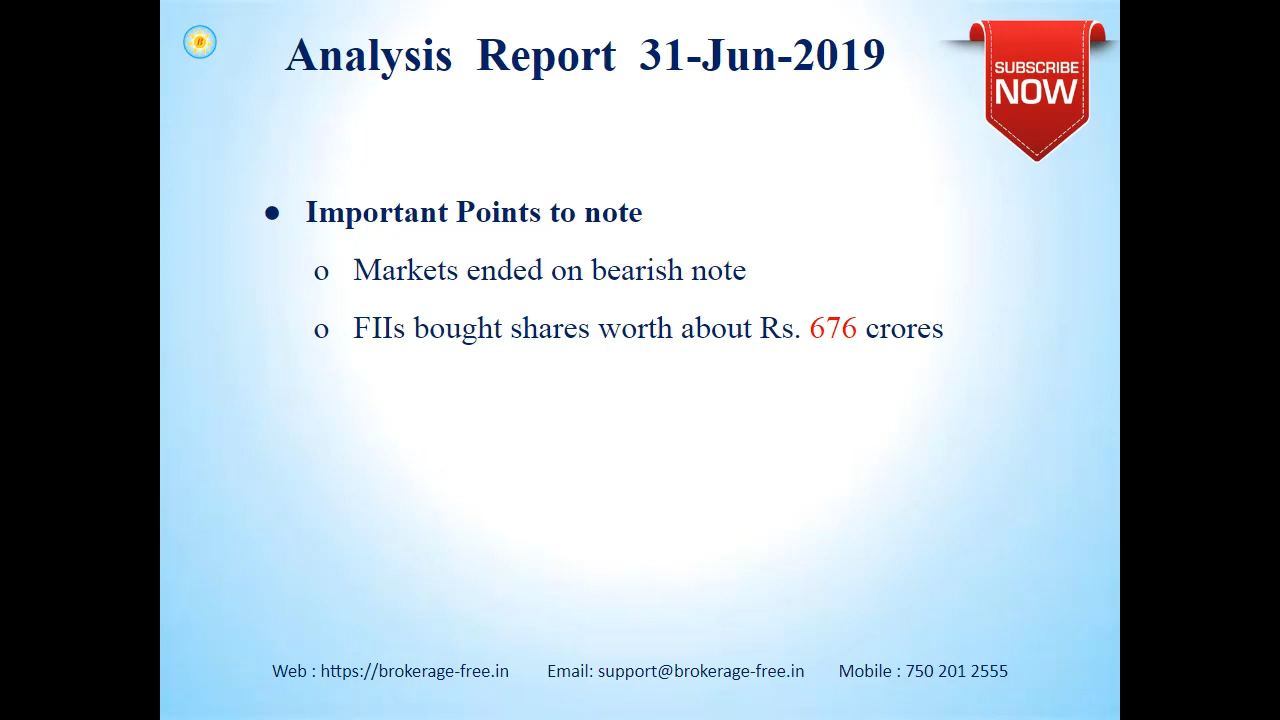 Analysis Report 31-Jun-2019
SUBSCRIBE
NOW
● Important Points to note
o Markets ended on bearish note
o FIIs bought shares worth about Rs. 676 crores
Web : https://brokerage-free.in Email: support@brokerage-free.in Mobile : 750 201 2555